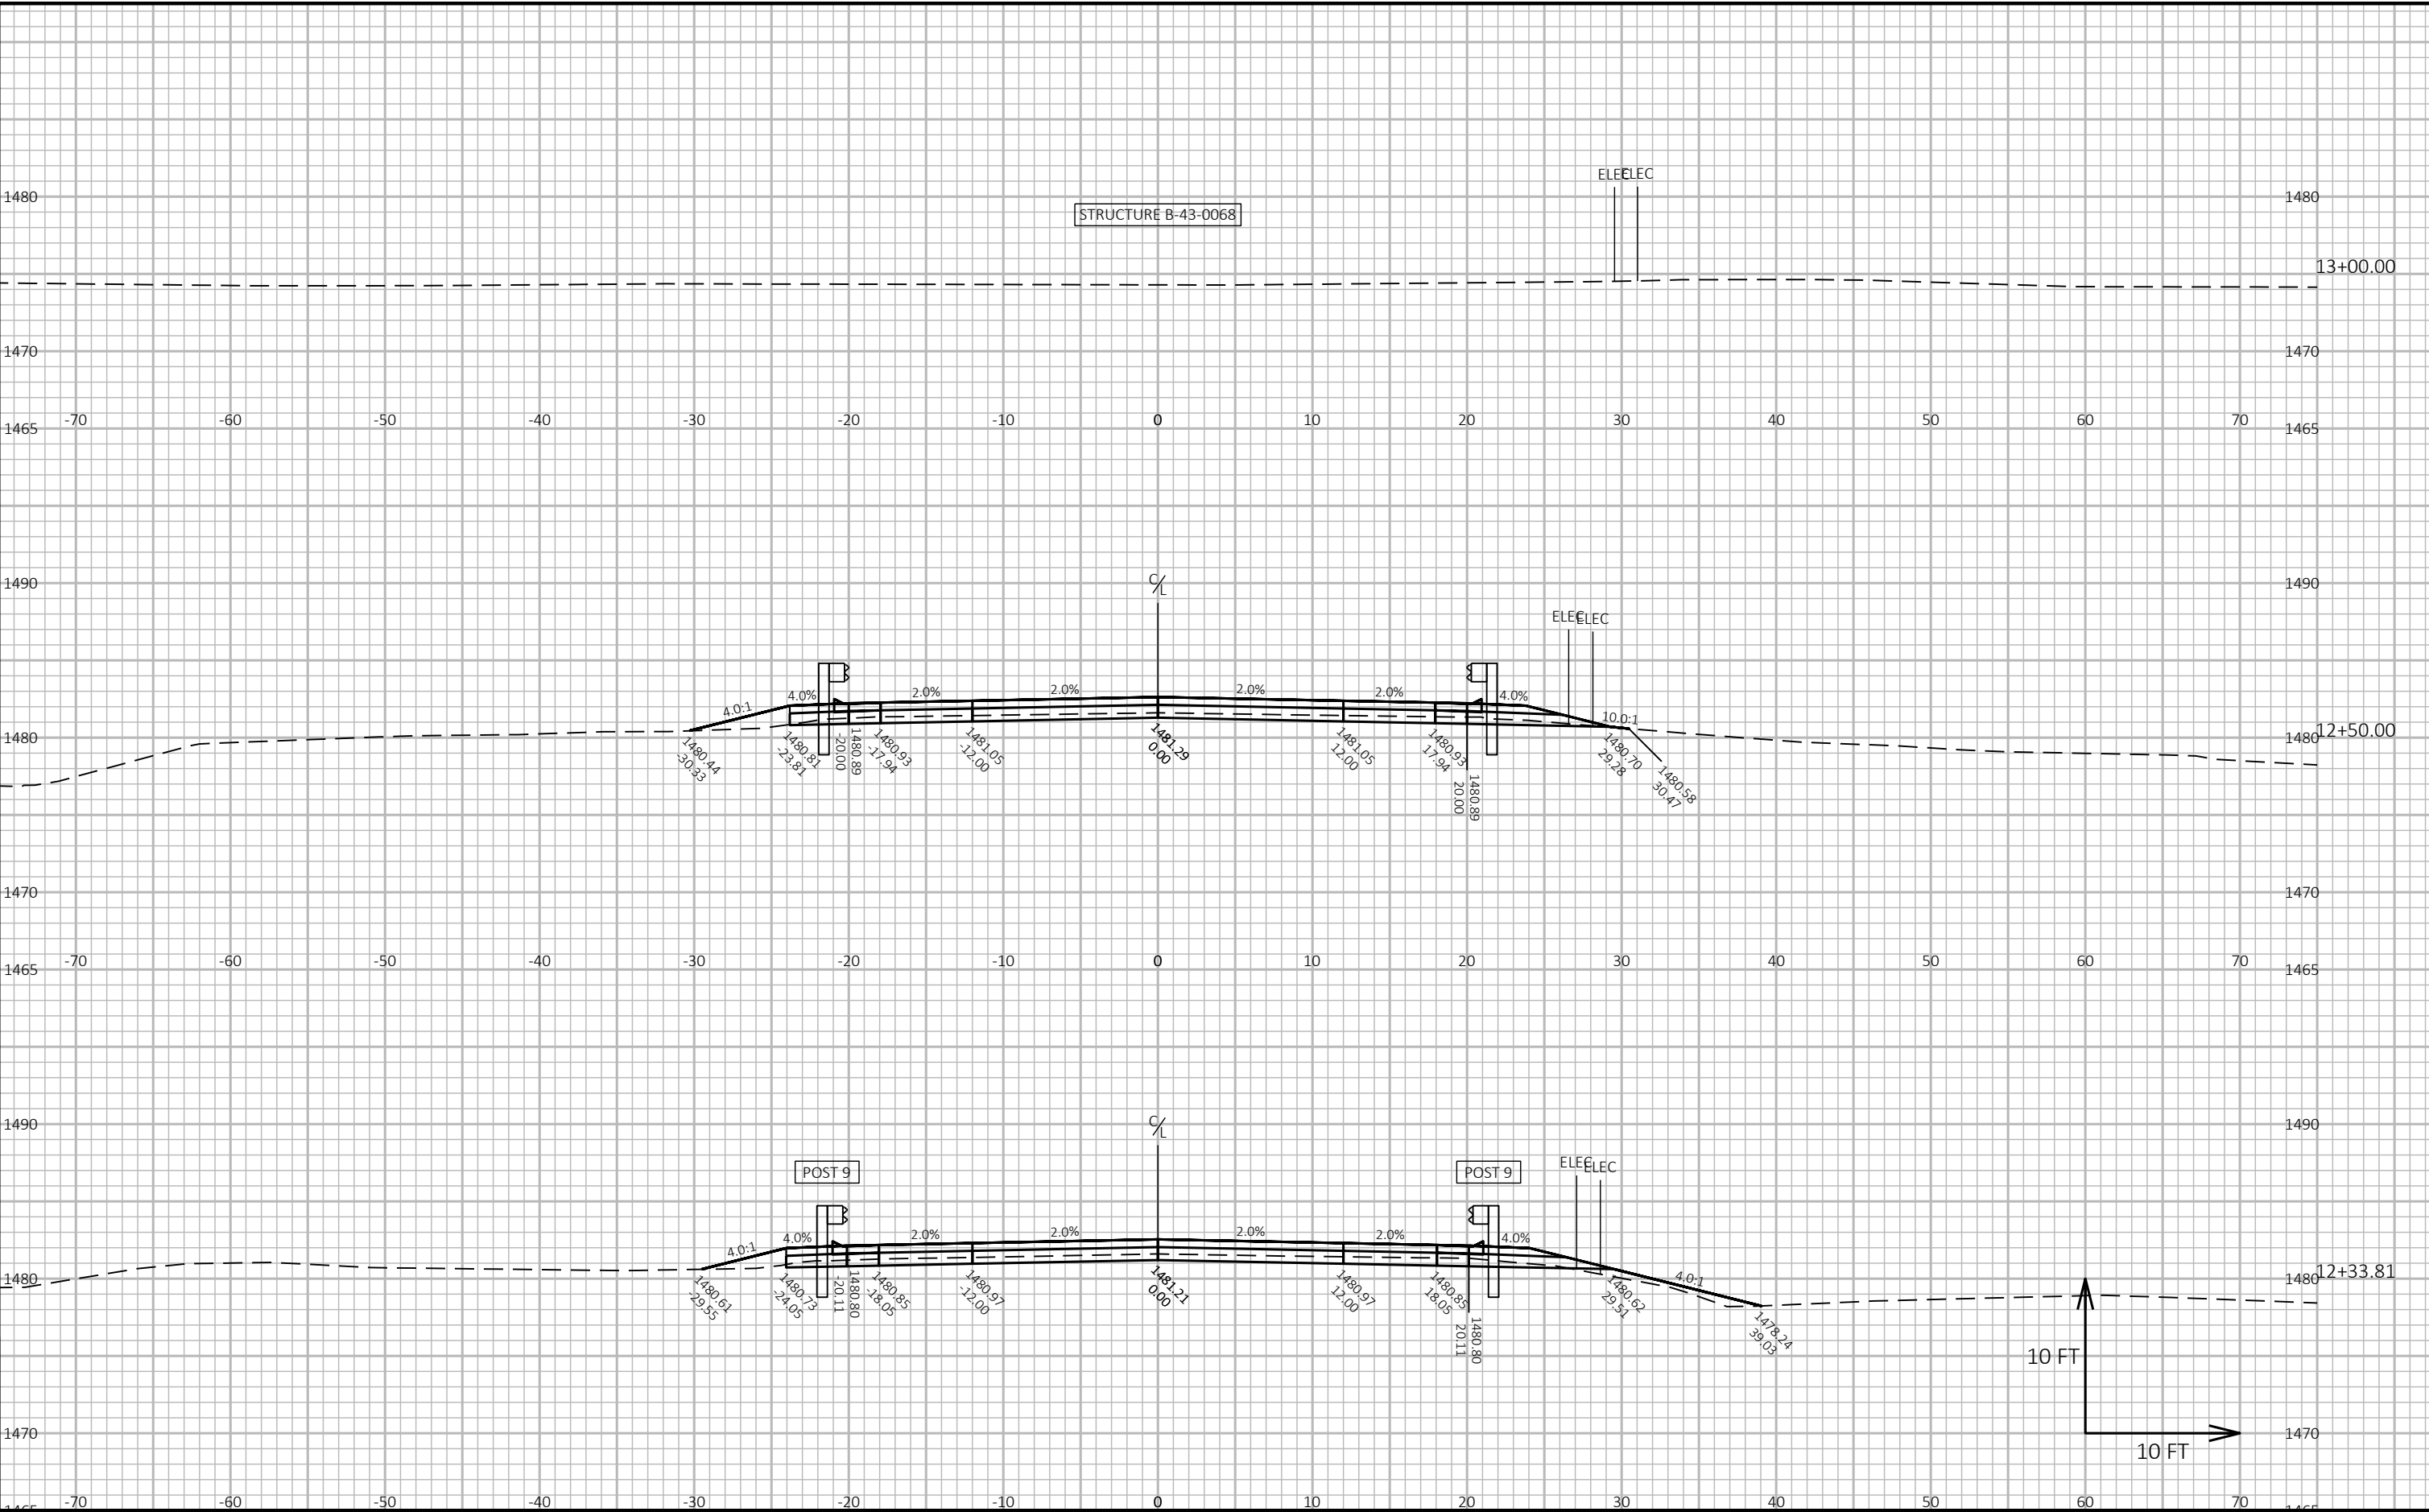 ELEC ELEC
1480 1480
STRUCTURE B-43-0068
13+00.00
1470 1470
-70 -60 -50 -40 -30 -20 -10 0 10 20 30 40 50 60 70
1465 1465
C/L
1490 1490
ELEC ELEC
4.0:1 4.0% 2.0% 2.0% 2.0% 2.0% 4.0% 10.0:1
1480 1480 12+50.00
1480.44 1480.81 -20.00 1480.89 1480.93 1481.05 1481.29 1481.05 1480.93 1480.70
-30.33 -23.81 -17.94 -12.00 0.00 12.00 17.94 29.28
20.00 1480.89 1480.58
30.47
1470 1470
-70 -60 -50 -40 -30 -20 -10 0 10 20 30 40 50 60 70
1465 1465
C/L
1490 1490
POST 9 POST 9 ELEC ELEC
4.0:1 4.0% 2.0% 2.0% 2.0% 2.0% 4.0% 4.0:1
1480 1480 12+33.81
1480.61 1480.73 -20.11 1480.80 1480.85 1480.97 1481.21 1480.97 1480.85 1480.62
-29.55 -24.05 -18.05 -12.00 0.00 12.00 18.05 29.51
20.11 1480.80 1478.24
39.03
10 FT
1470 1470
10 FT
-70 -60 -50 -40 -30 -20 -10 0 10 20 30 40 50 60 70
1465 1465